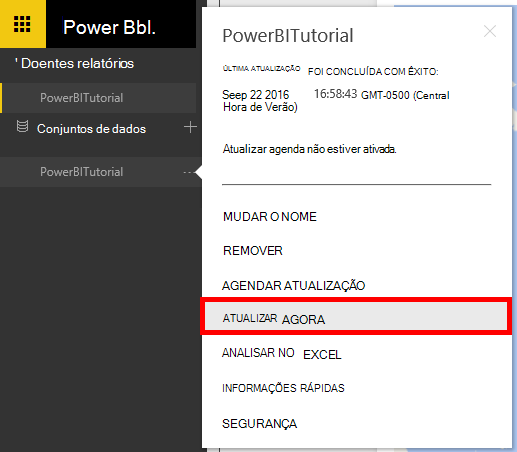 Power Bbl.
' Doentes relatórios
PowerBITutorial
Conjuntos de dados
PowerBITutorial
PowerBITutorial
ÚLTIMA ATUALIZAÇÃO FOI CONCLUÍDA COM ÊXITO:
Seep 22 2016 16:58:43 GMT-0500 (Central
Hora de Verão)
Atualizar agenda não estiver ativada.
MUDAR O NOME
REMOVER
AGENDAR ATUALIZAÇÃO
ATUALIZAR AGORA
ANALISAR NO EXCEL
INFORMAÇÕES RÁPIDAS
SEGURANÇA